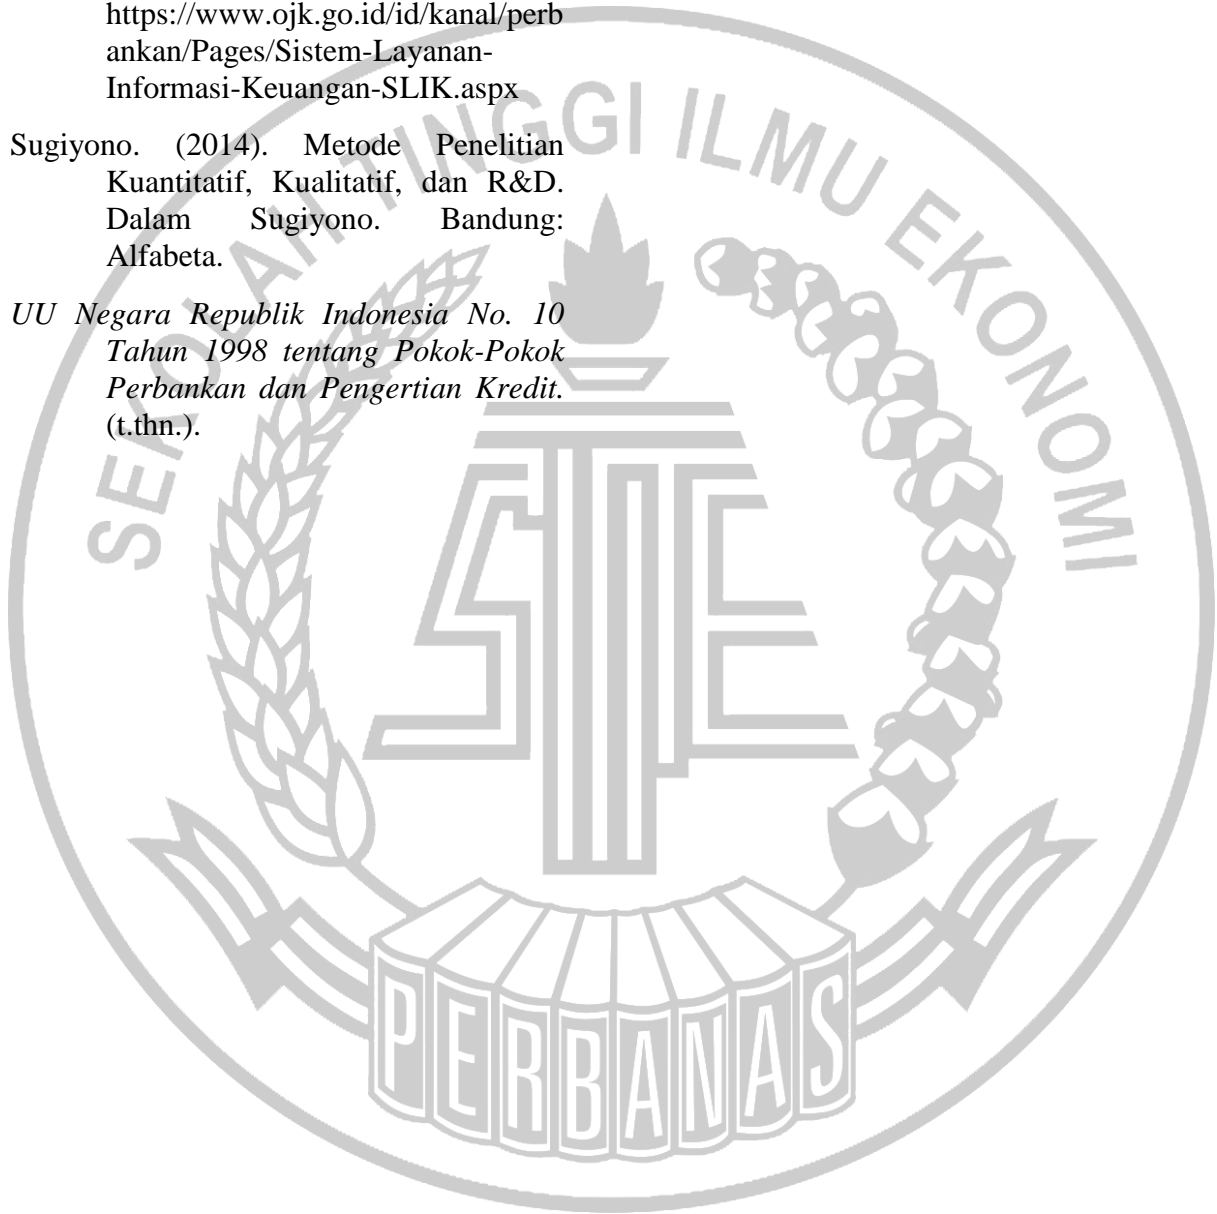 https://www.ojk.go.id/id/kanal/perb
ankan/Pages/Sistem-Layanan-
Informasi-Keuangan-SLIK.aspx
Sugiyono. (2014). Metode Penelitian
Kuantitatif, Kualitatif, dan R&D.
Dalam Sugiyono. Bandung:
Alfabeta.
UU Negara Republik Indonesia No. 10
Tahun 1998 tentang Pokok-Pokok
Perbankan dan Pengertian Kredit.
(t.thn.).
SEKOLAH TINGGI ILMU EKONOMI
STIE
PERBANAS